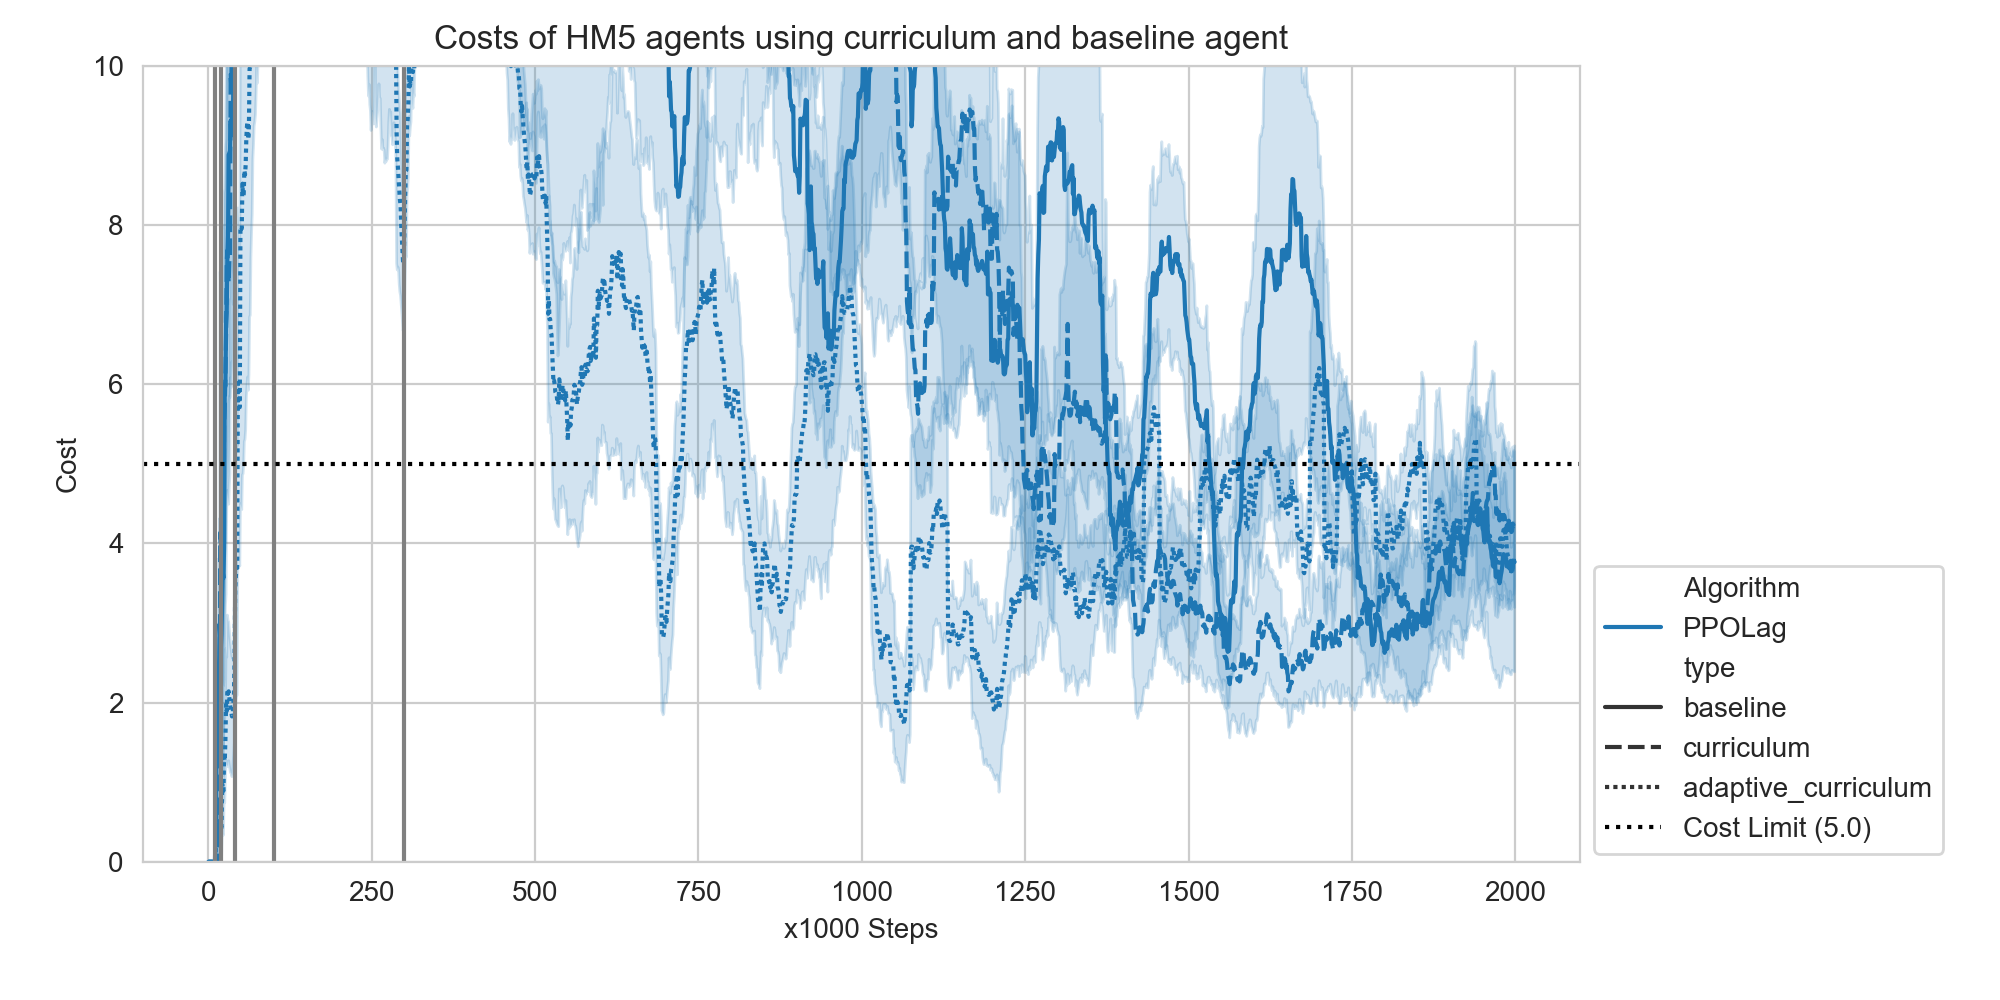 Costs of HM5 agents using curriculum and baseline agent
10
8
6
4
2
0
Cost
0 250 500 750 1000 1250 1500 1750 2000
x1000 Steps
Algorithm
PPOLag
type
baseline
curriculum
adaptive_curriculum
Cost Limit (5.0)